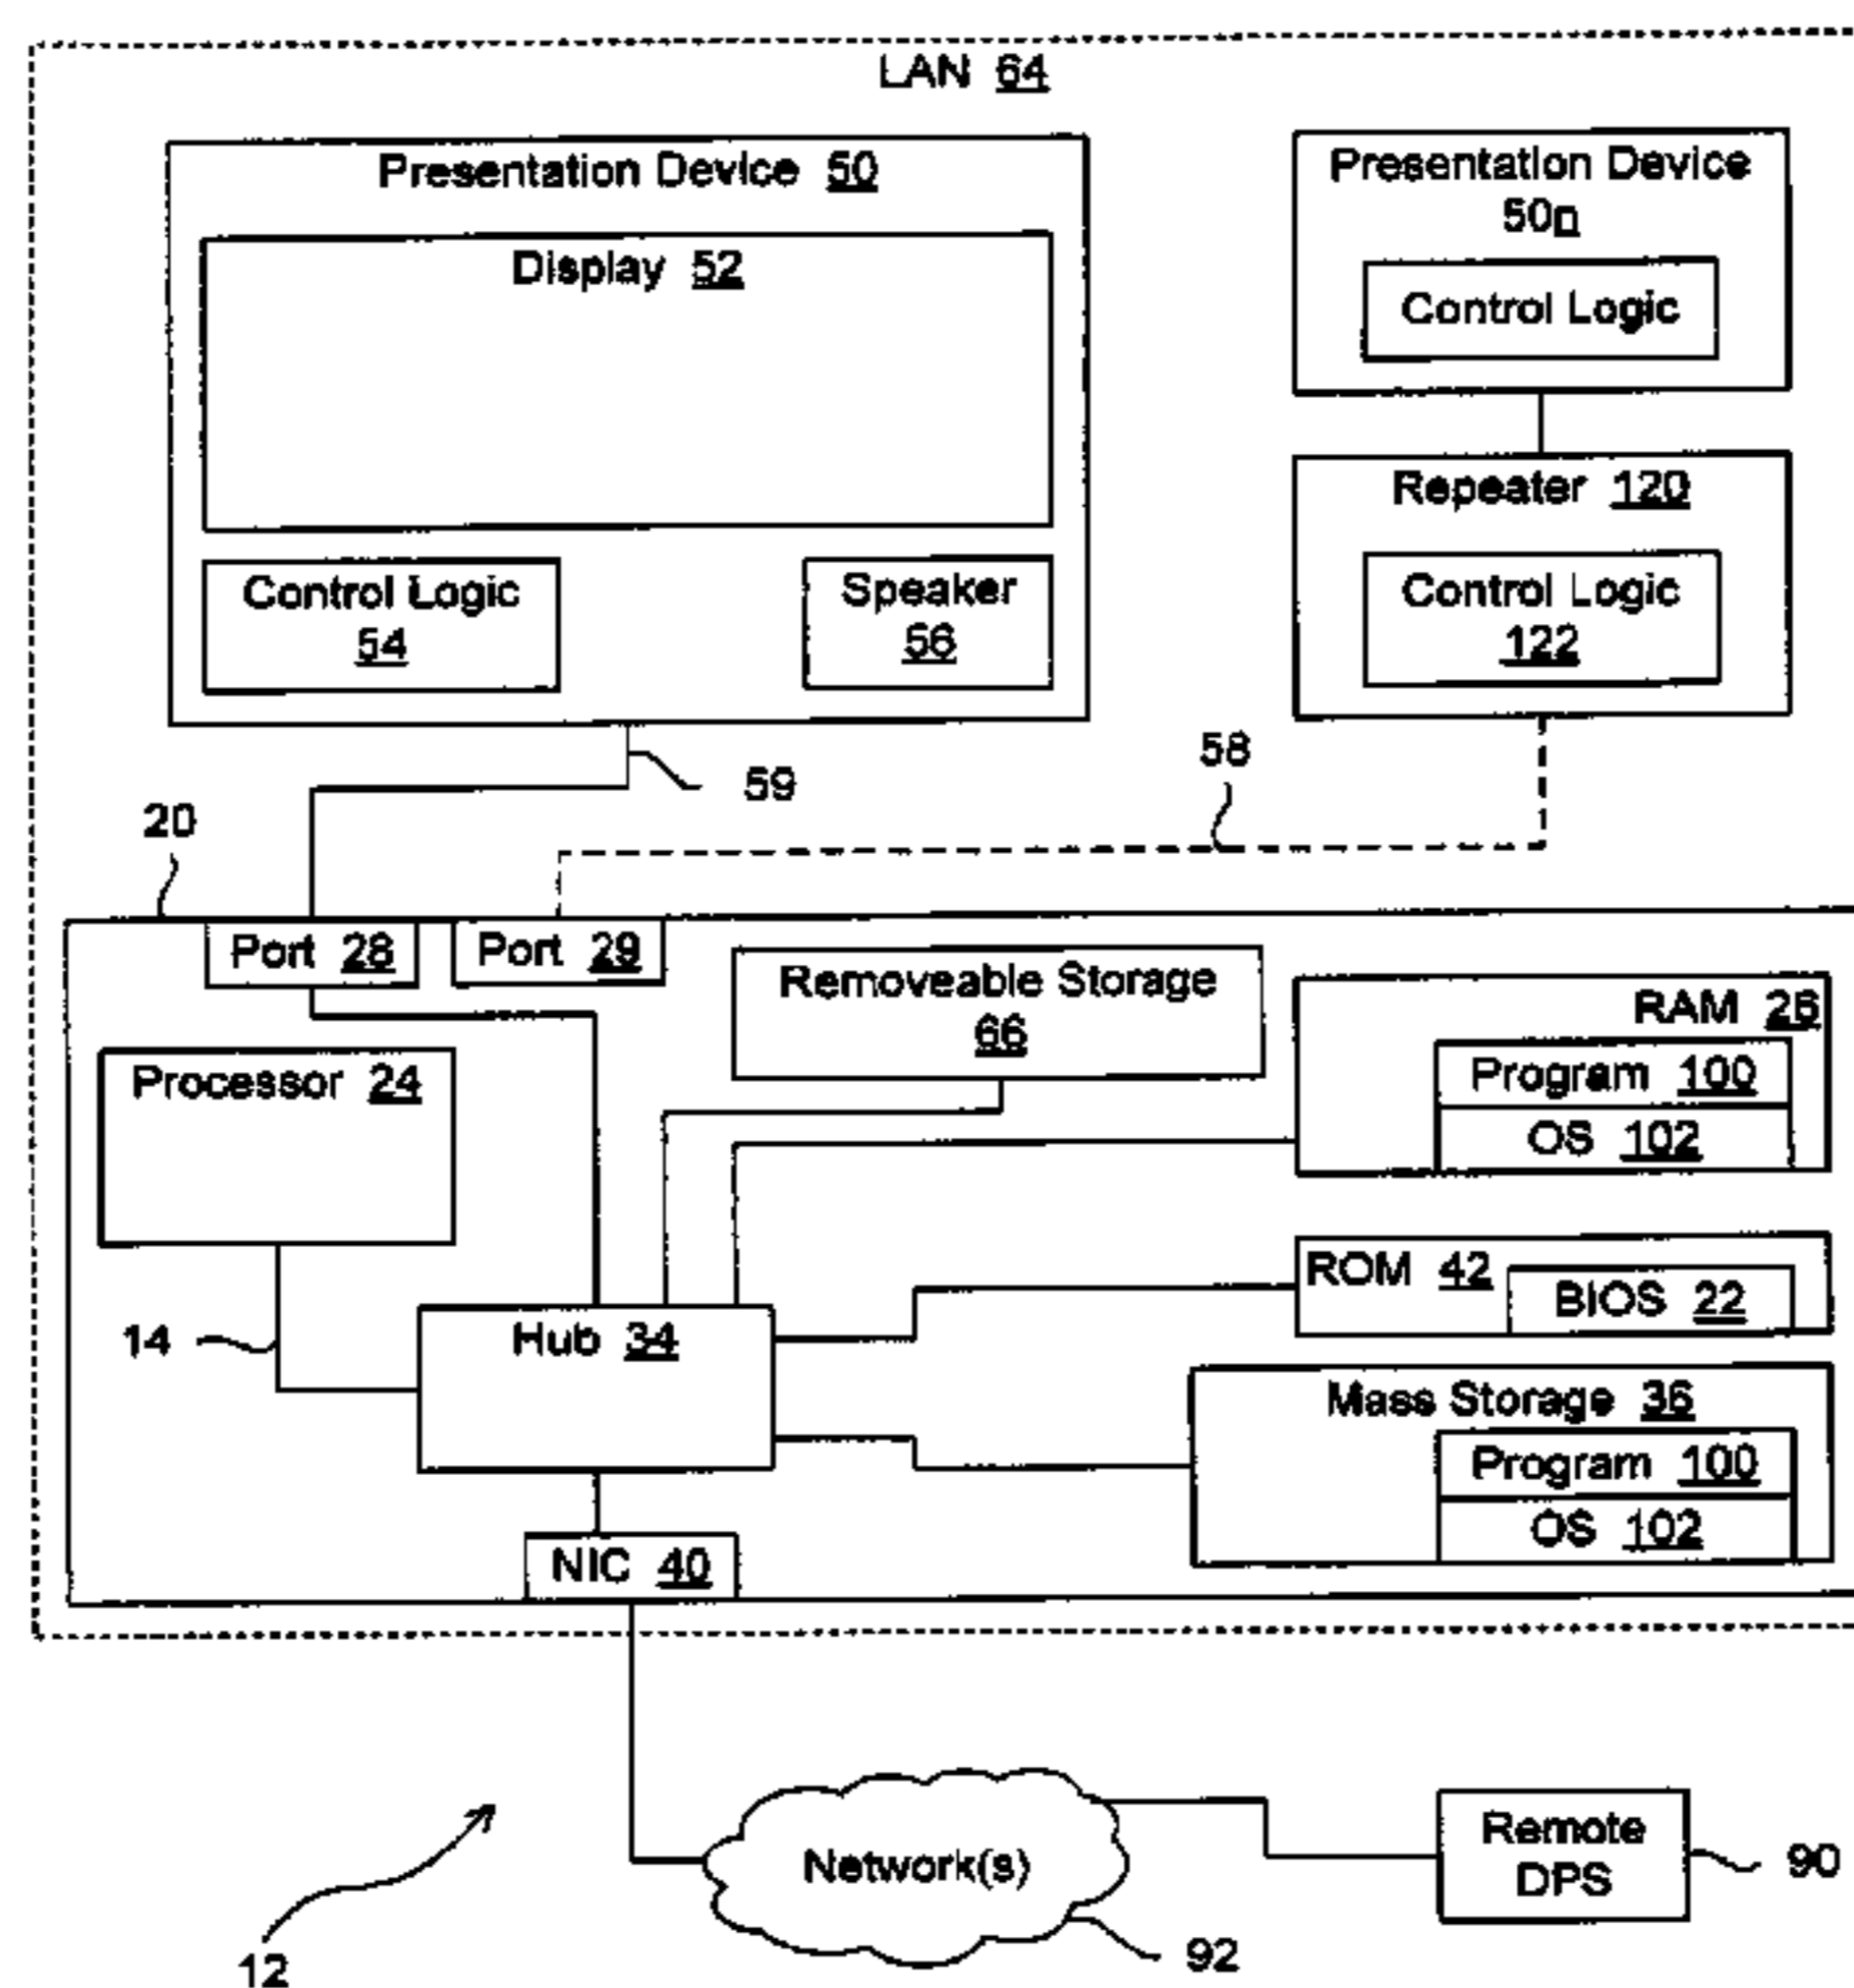 LAN 64
Presentation Device 50
Display 52
Control Logic
54
Speaker
56
Presentation Device
50n
Control Logic
Repeater 120
Control Logic
122
58
59
20
Port 28
Port 29
Removeable Storage
66
RAM 26
Program 100
OS 102
Processor 24
ROM 42
BIOS 22
14
Hub 34
Mass Storage 36
Program 100
OS 102
NIC 40
Network(s)
Remote
DPS
90
92
12